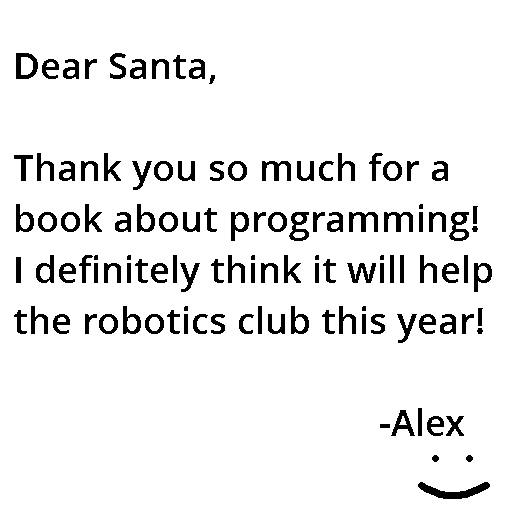 Dear Santa,
Thank you so much for a
book about programming!
I definitely think it will help
the robotics club this year!
-Alex